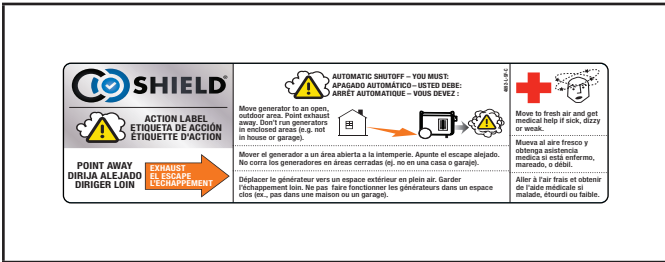 CO SHIELD®
ACTION LABEL
ETIQUETA DE ACCIÓN
ÉTIQUETTE D'ACTION
POINT AWAY
DIRIJA ALEJADO
DIRIGER LOIN
EXHAUST
EL ESCAPE
L'ÉCHAPPEMENT
AUTOMATIC SHUTOFF – YOU MUST:
APAGADO AUTOMÁTICO – USTED DEBE:
ARRÊT AUTOMATIQUE – VOUS DEVEZ :
Move generator to an open,
outdoor area. Point exhaust
away. Don't run generators
in enclosed areas (e.g. not
in house or garage).
Mover el generador a un área abierta a la intemperie. Apunte el escape alejado.
No corra los generadores en áreas cerradas (ej. no en una casa o garaje).
Déplacer le générateur vers un espace extérieur en plein air. Garder
l'échappement loin. Ne pas faire fonctionner les générateurs dans un espace
clos (ex., pas dans une maison ou un garage).
Move to fresh air and get
medical help if sick, dizzy
or weak.
Mueva al aire fresco y
obtenga asistencia
medica si está enfermo,
mareado, o débil.
Aller à l'air frais et obtenir
de l'aide médicale si
malade, étourdi ou faible.